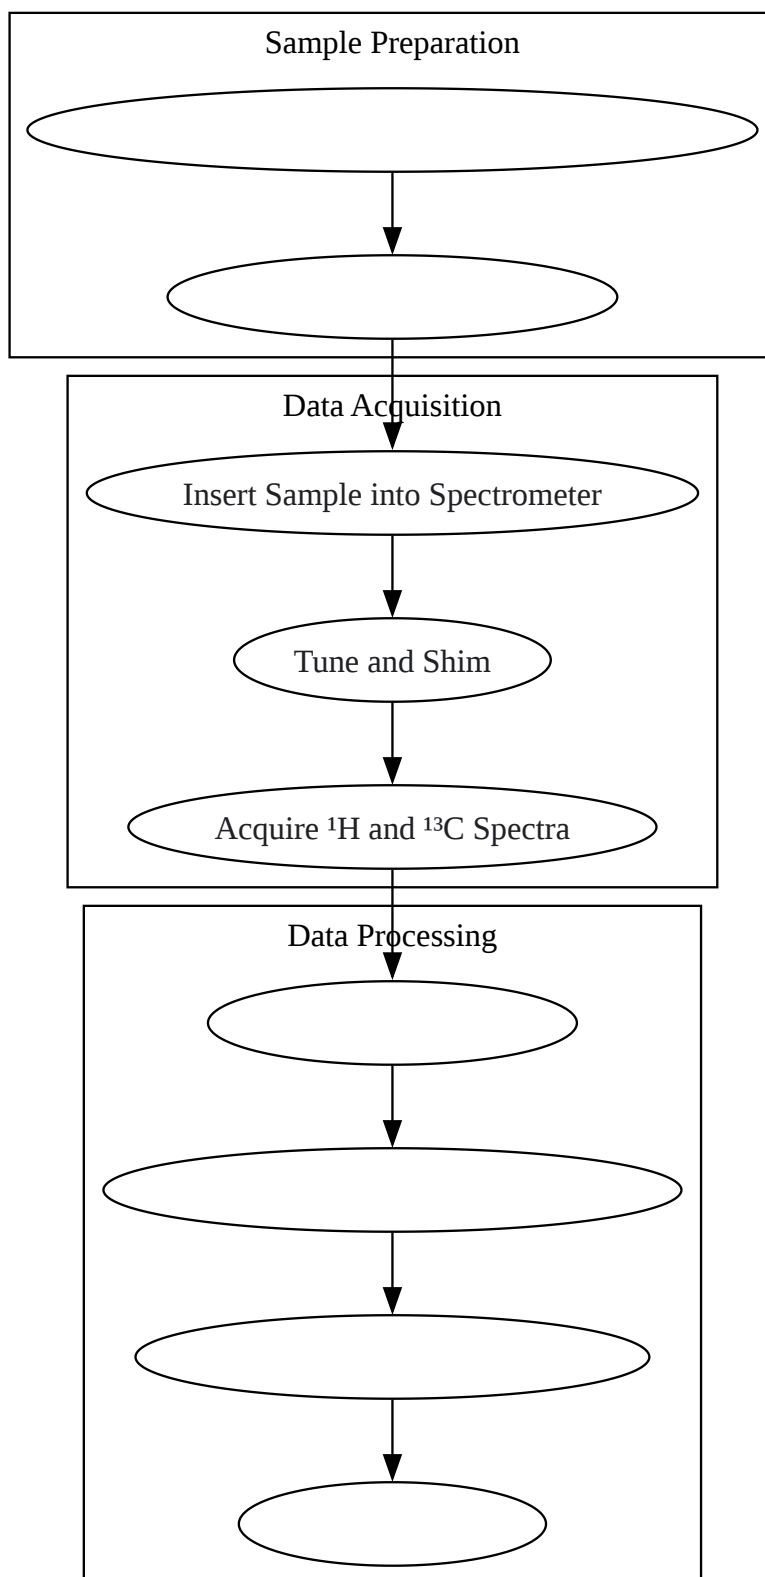 Sample Preparation
Data Acquisition
Insert Sample into Spectrometer
Tune and Shim
Acquire ¹H and ¹³C Spectra
Data Processing